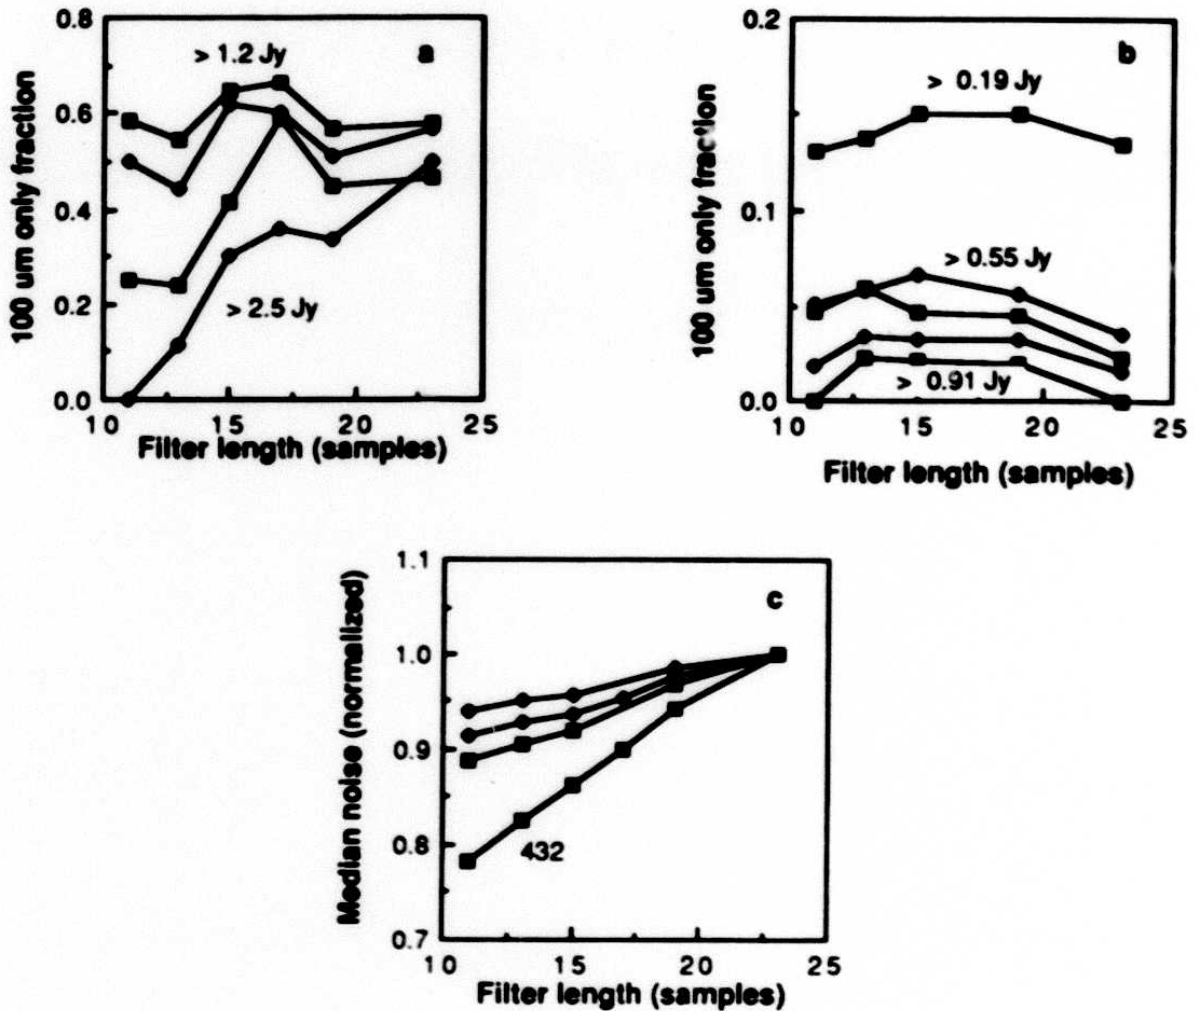 0.8
> 1.2 Jy
a
0.6
0.4
0.2
> 2.5 Jy
0.0
10 15 20 25
100 um only fraction
Filter length (samples)
0.2
b
> 0.19 Jy
0.1
> 0.55 Jy
> 0.91 Jy
0.0
10 15 20 25
100 um only fraction
Filter length (samples)
1.1
c
1.0
0.9
0.8
432
0.7
10 15 20 25
Median noise (normalized)
Filter length (samples)